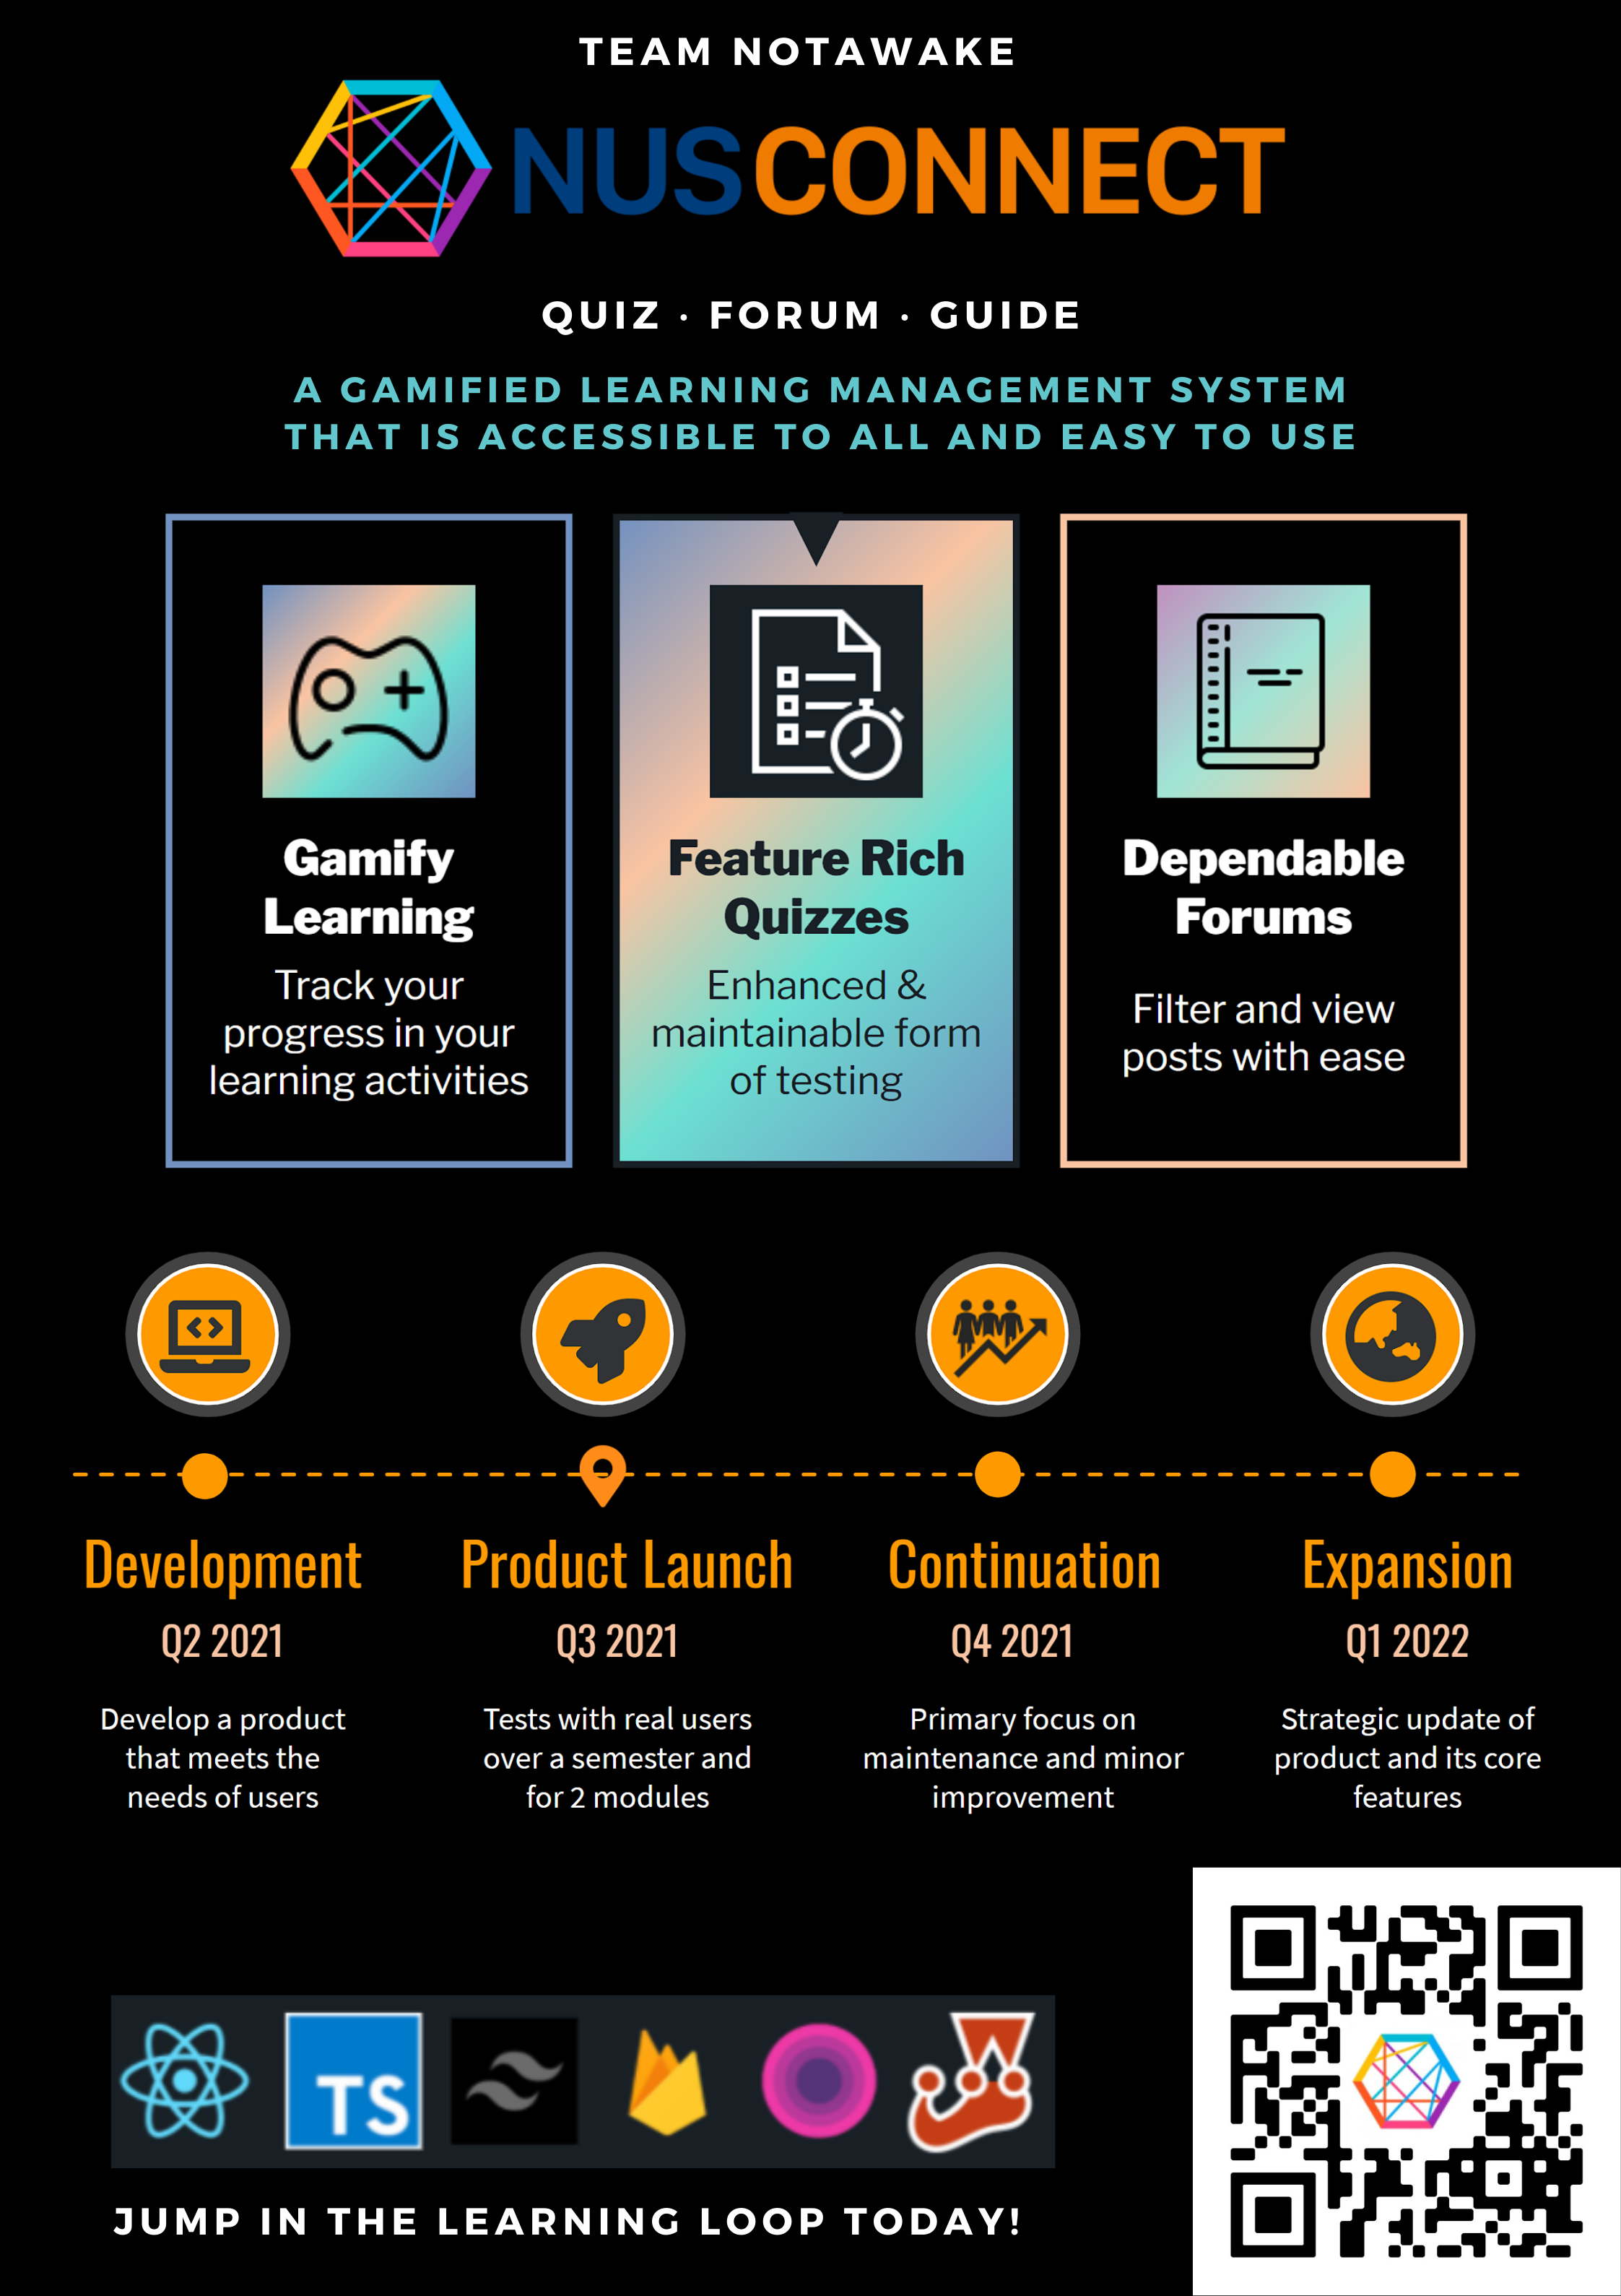 TEAM NOTAWAKE
NUSCONNECT
QUIZ · FORUM · GUIDE
A GAMIFIED LEARNING MANAGEMENT SYSTEM
THAT IS ACCESSIBLE TO ALL AND EASY TO USE
Gamify
Learning
Track your
progress in your
learning activities
Feature Rich
Quizzes
Enhanced &
maintainable form
of testing
Dependable
Forums
Filter and view
posts with ease
Development
Q2 2021
Develop a product
that meets the
needs of users
Product Launch
Q3 2021
Tests with real users
over a semester and
for 2 modules
Continuation
Q4 2021
Primary focus on
maintenance and minor
improvement
Expansion
Q1 2022
Strategic update of
product and its core
features
TS
JUMP IN THE LEARNING LOOP TODAY!